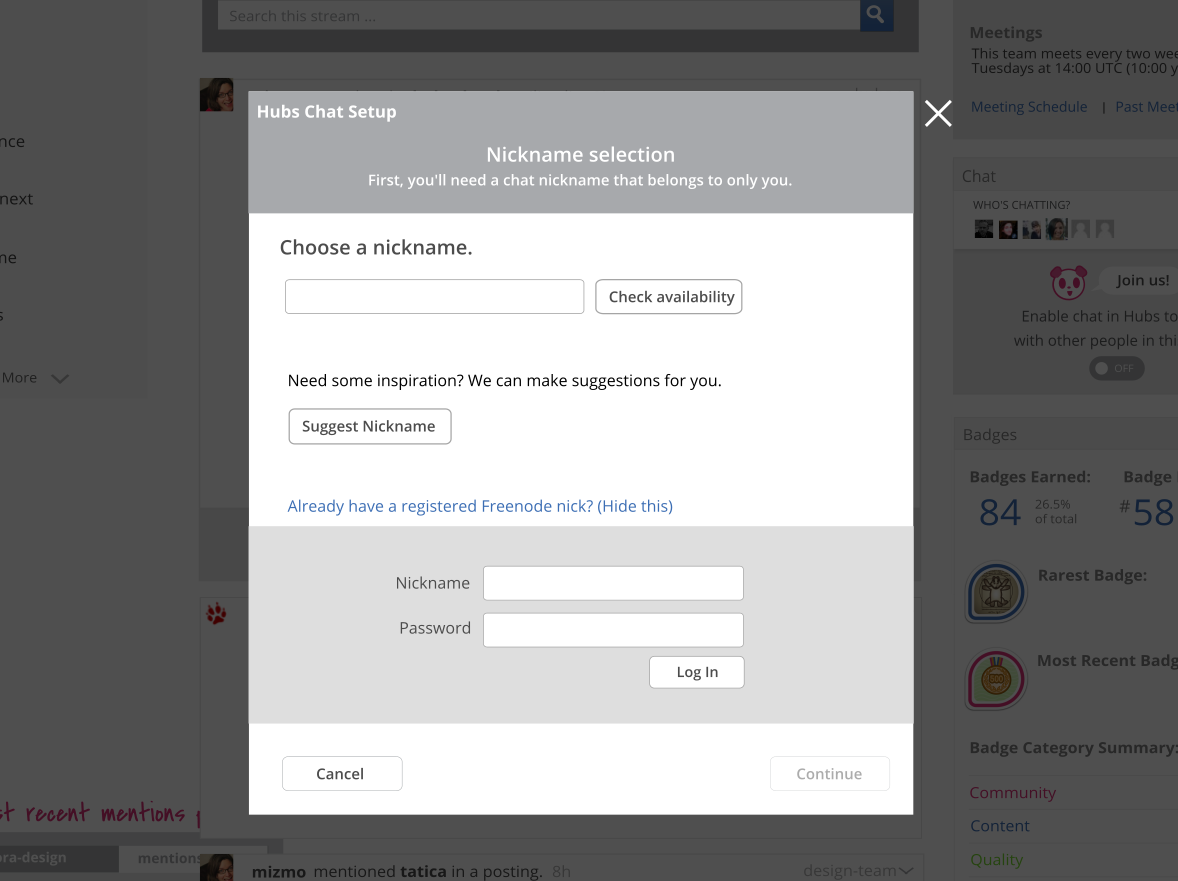 Search this stream ...
Meetings
This team meets every two
Tuesdays at 14:00 UTC (10:00
Meeting Schedule | Past
nce
next
ne
s
More
Hubs Chat Setup
Nickname selection
First, you'll need a chat nickname that belongs to only you.
Choose a nickname.
Check availability
Need some inspiration? We can make suggestions for you.
Suggest Nickname
Already have a registered Freenode nick? (Hide this)
Nickname
Password
Log In
Cancel
Continue
Chat
WHO'S CHATTING?
Join us!
Enable chat in Hubs to
with other people in thi
OFF
Badges
Badges Earned:
Badge
84
26.5%
of total
#58
Rarest Badge:
Most Recent Badg
Badge Category Summary:
Community
Content
Quality
st recent mentions
ora-design
mentions
mizmo mentioned tatica in a posting. 8h
design-team